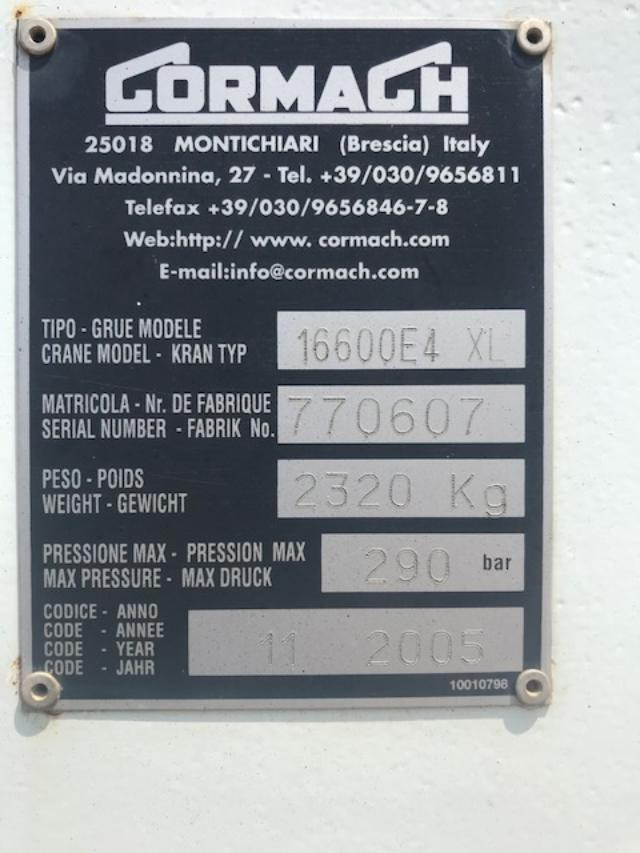 CORMACH
25018 MONTICHIARI (Brescia) Italy
Via Madonnina, 27 - Tel. +39/030/9656811
Telefax +39/030/9656846-7-8
Web:http:// www. cormach.com
E-mail:info@cormach.com
TIPO - GRUE MODELE
CRANE MODEL - KRAN TYP 16600E4 XL
MATRICOLA - Nr. DE FABRIQUE
SERIAL NUMBER - FABRIK No. 770607
PESO - POIDS
WEIGHT - GEWICHT 2320 Kg
PRESSIONE MAX - PRESSION MAX
MAX PRESSURE - MAX DRUCK 290 bar
CODICE - ANNO
CODE - ANNEE
CODE - YEAR 11 2005
CODE - JAHR
10010798